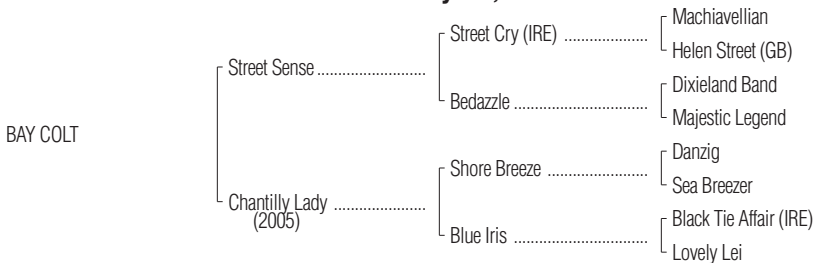 Machiavellian
Street Cry (IRE) ....................
Helen Street (GB)
Street Sense ..........................
Dixieland Band
Bedazzle .................................
Majestic Legend
BAY COLT
Danzig
Shore Breeze ........................
Sea Breezer
Chantilly Lady ......................
(2005)
Black Tie Affair (IRE)
Blue Iris ................................
Lovely Lei